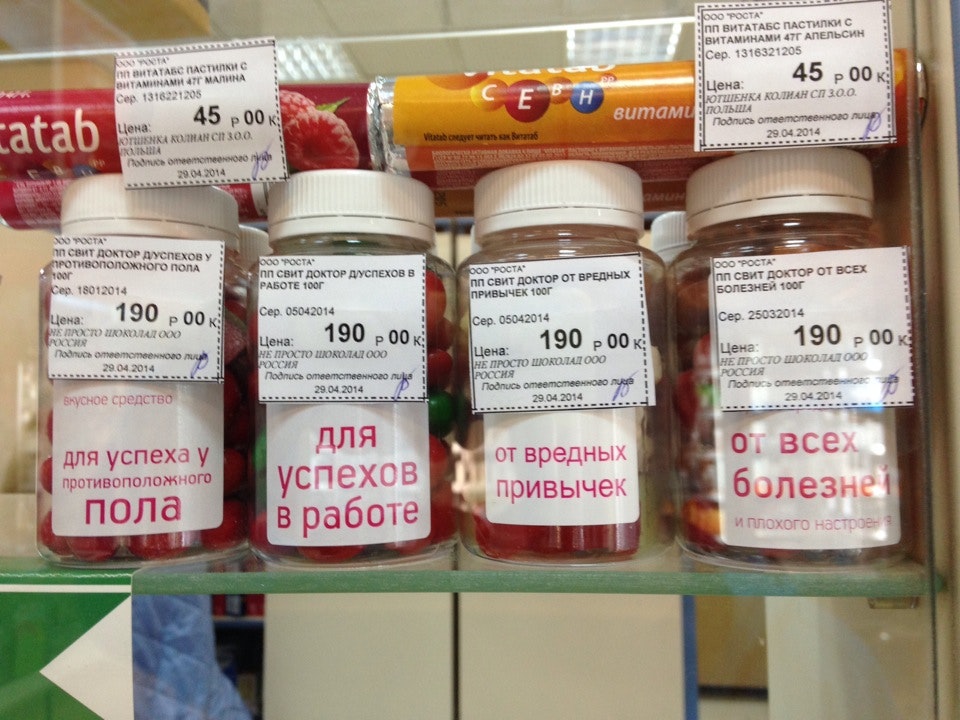 ООО "РОСТА"
ПП ВИТАТАБС ПАСТИЛКИ С
ВИТАМИНАМИ 47Г МАЛИНА
Сер. 1316221205
Цена: 45 Р 00 К
ЮТШЕНКА КОЛИАН СП З.О.О.
ПОЛЬША
Подпись ответственного лица
29.04.2014
ООО "РОСТА"
ПП ВИТАТАБС ПАСТИЛКИ С
ВИТАМИНАМИ 47Г АПЕЛЬСИН
Сер. 1316321205
Цена: 45 Р 00 К
ЮТШЕНКА КОЛИАН СП З.О.О.
ПОЛЬША
Подпись ответственного лица
29.04.2014
tatab
С Е В Н
витами
Vitatab следует читать как Витатаб
ООО "РОСТА"
ПП СВИТ ДОКТОР ДУСПЕХОВ У
ПРОТИВОПОЛОЖНОГО ПОЛА
100Г
Сер. 18012014
Цена: 190 Р 00 К
НЕ ПРОСТО ШОКОЛАД ООО
РОССИЯ
Подпись ответственного лица
29.04.2014
вкусное средство
для успеха у
противоположного
пола
ООО "РОСТА"
ПП СВИТ ДОКТОР ДУСПЕХОВ В
РАБОТЕ 100Г
Сер. 05042014
Цена: 190 Р 00 К
НЕ ПРОСТО ШОКОЛАД ООО
РОССИЯ
Подпись ответственного лица
29.04.2014
для
успехов
в работе
ООО "РОСТА"
ПП СВИТ ДОКТОР ОТ ВРЕДНЫХ
ПРИВЫЧЕК 100Г
Сер. 05042014
Цена: 190 Р 00 К
НЕ ПРОСТО ШОКОЛАД ООО
РОССИЯ
Подпись ответственного лица
29.04.2014
от вредных
привычек
ООО "РОСТА"
ПП СВИТ ДОКТОР ОТ ВСЕХ
БОЛЕЗНЕЙ 100Г
Сер. 25032014
Цена: 190 Р 00 К
НЕ ПРОСТО ШОКОЛАД ООО
РОССИЯ
Подпись ответственного лица
29.04.2014
от всех
болезней
и плохого настроения